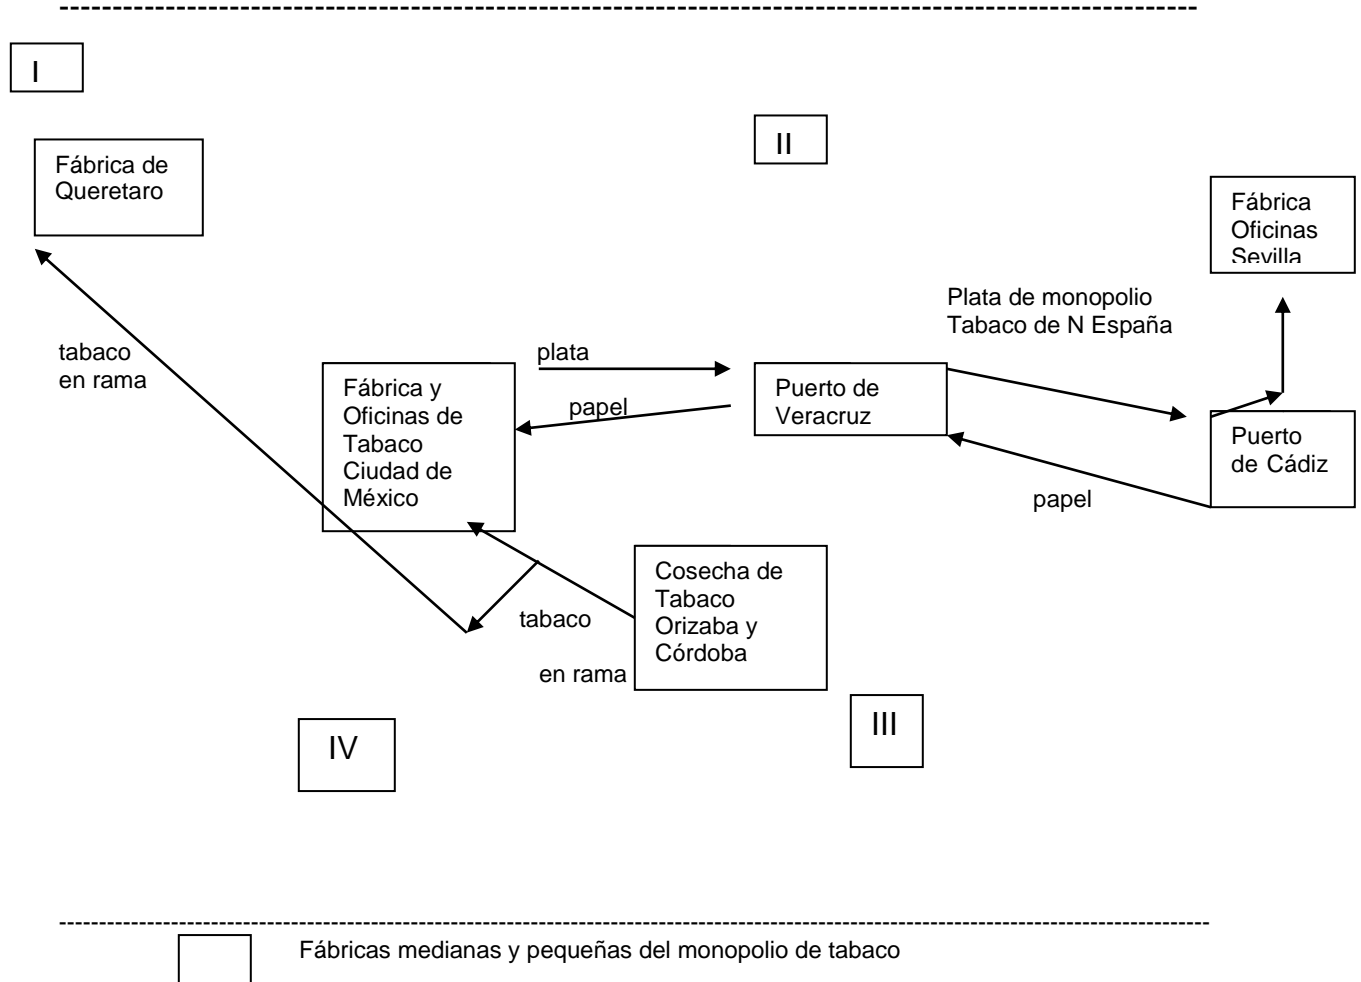 I
II
Fábrica de
Queretaro
Fábrica
Oficinas
Sevilla
Plata de monopolio
Tabaco de N España
tabaco
en rama
plata
papel
Fábrica y
Oficinas de
Tabaco
Ciudad de
México
Puerto de
Veracruz
Puerto
de Cádiz
papel
Cosecha de
Tabaco
Orizaba y
Córdoba
tabaco
en rama
III
IV
Fábricas medianas y pequeñas del monopolio de tabaco